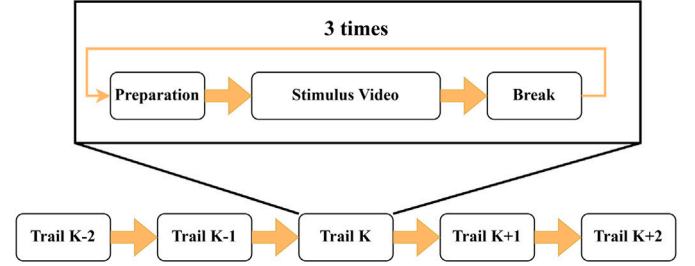 3 times
Preparation
Stimulus Video
Break
Trail K-2
Trail K-1
Trail K
Trail K+1
Trail K+2